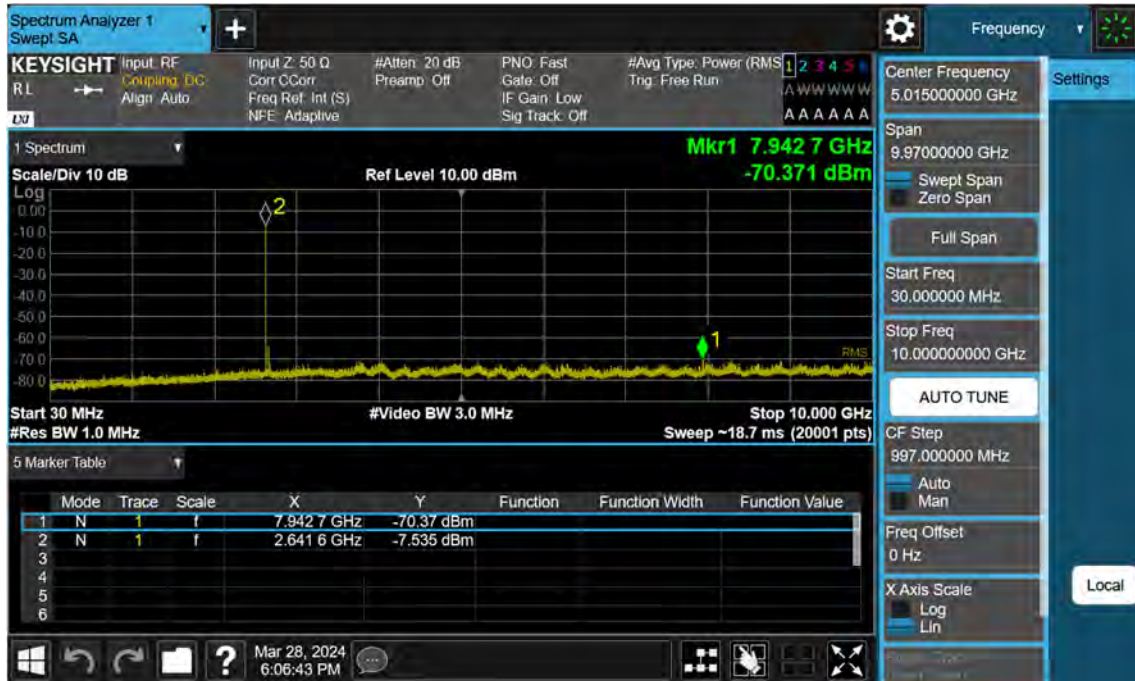 Spectrum Analyzer 1
Swept SA
Frequency
KEYSIGHT
RL
LXI
Input: RF
Coupling: DC
Align: Auto
Input Z: 50 Ω
Corr CCorr
Freq Ref: Int (S)
NFE: Adaptive
#Atten: 20 dB
Preamp: Off
PNO: Fast
Gate: Off
IF Gain: Low
Sig Track: Off
#Avg Type: Power (RMS
Trig: Free Run
1 2 3 4 5 6
A W W W W W
A A A A A A
1 Spectrum
Mkr1 7.942 7 GHz
Scale/Div 10 dB
Ref Level 10.00 dBm
-70.371 dBm
Log
0.00
-10.0
-20.0
-30.0
-40.0
-50.0
-60.0
-70.0
-80.0
2
1
RMS
Start 30 MHz
#Video BW 3.0 MHz
Stop 10.000 GHz
#Res BW 1.0 MHz
Sweep ~18.7 ms (20001 pts)
5 Marker Table
Mode Trace Scale X Y Function Function Width Function Value
1 N 1 f 7.942 7 GHz -70.37 dBm
2 N 1 f 2.641 6 GHz -7.535 dBm
3
4
5
6
Mar 28, 2024
6:06:43 PM
Center Frequency
5.015000000 GHz
Settings
Span
9.97000000 GHz
Swept Span
Zero Span
Full Span
Start Freq
30.000000 MHz
Stop Freq
10.000000000 GHz
AUTO TUNE
CF Step
997.000000 MHz
Auto
Man
Freq Offset
0 Hz
X Axis Scale
Log
Lin
Local